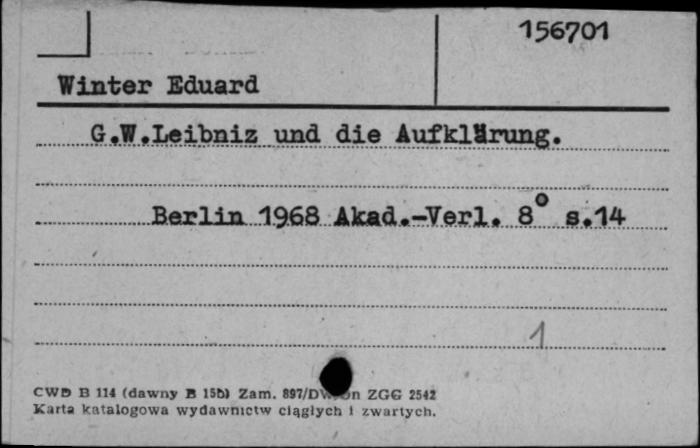 156701
Winter Eduard
G.W.Leibniz und die Aufklärung.
Berlin 1968 Akad.-Verl. 8° s.14
1
CWD B 114 (dawny B 15b) Zam. 897/DW. ZGG 2542
Karta katalogowa wydawnictw ciągłych i zwartych.